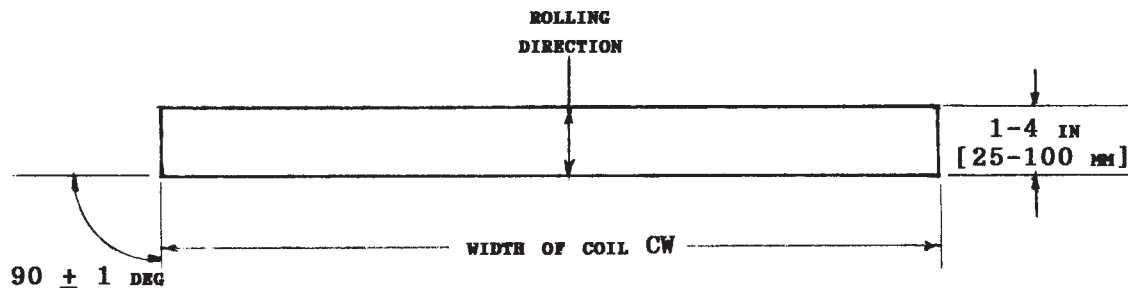 ROLLING
DIRECTION
1-4 IN
[25-100 MM]
WIDTH OF COIL CW
90 ± 1 DEG